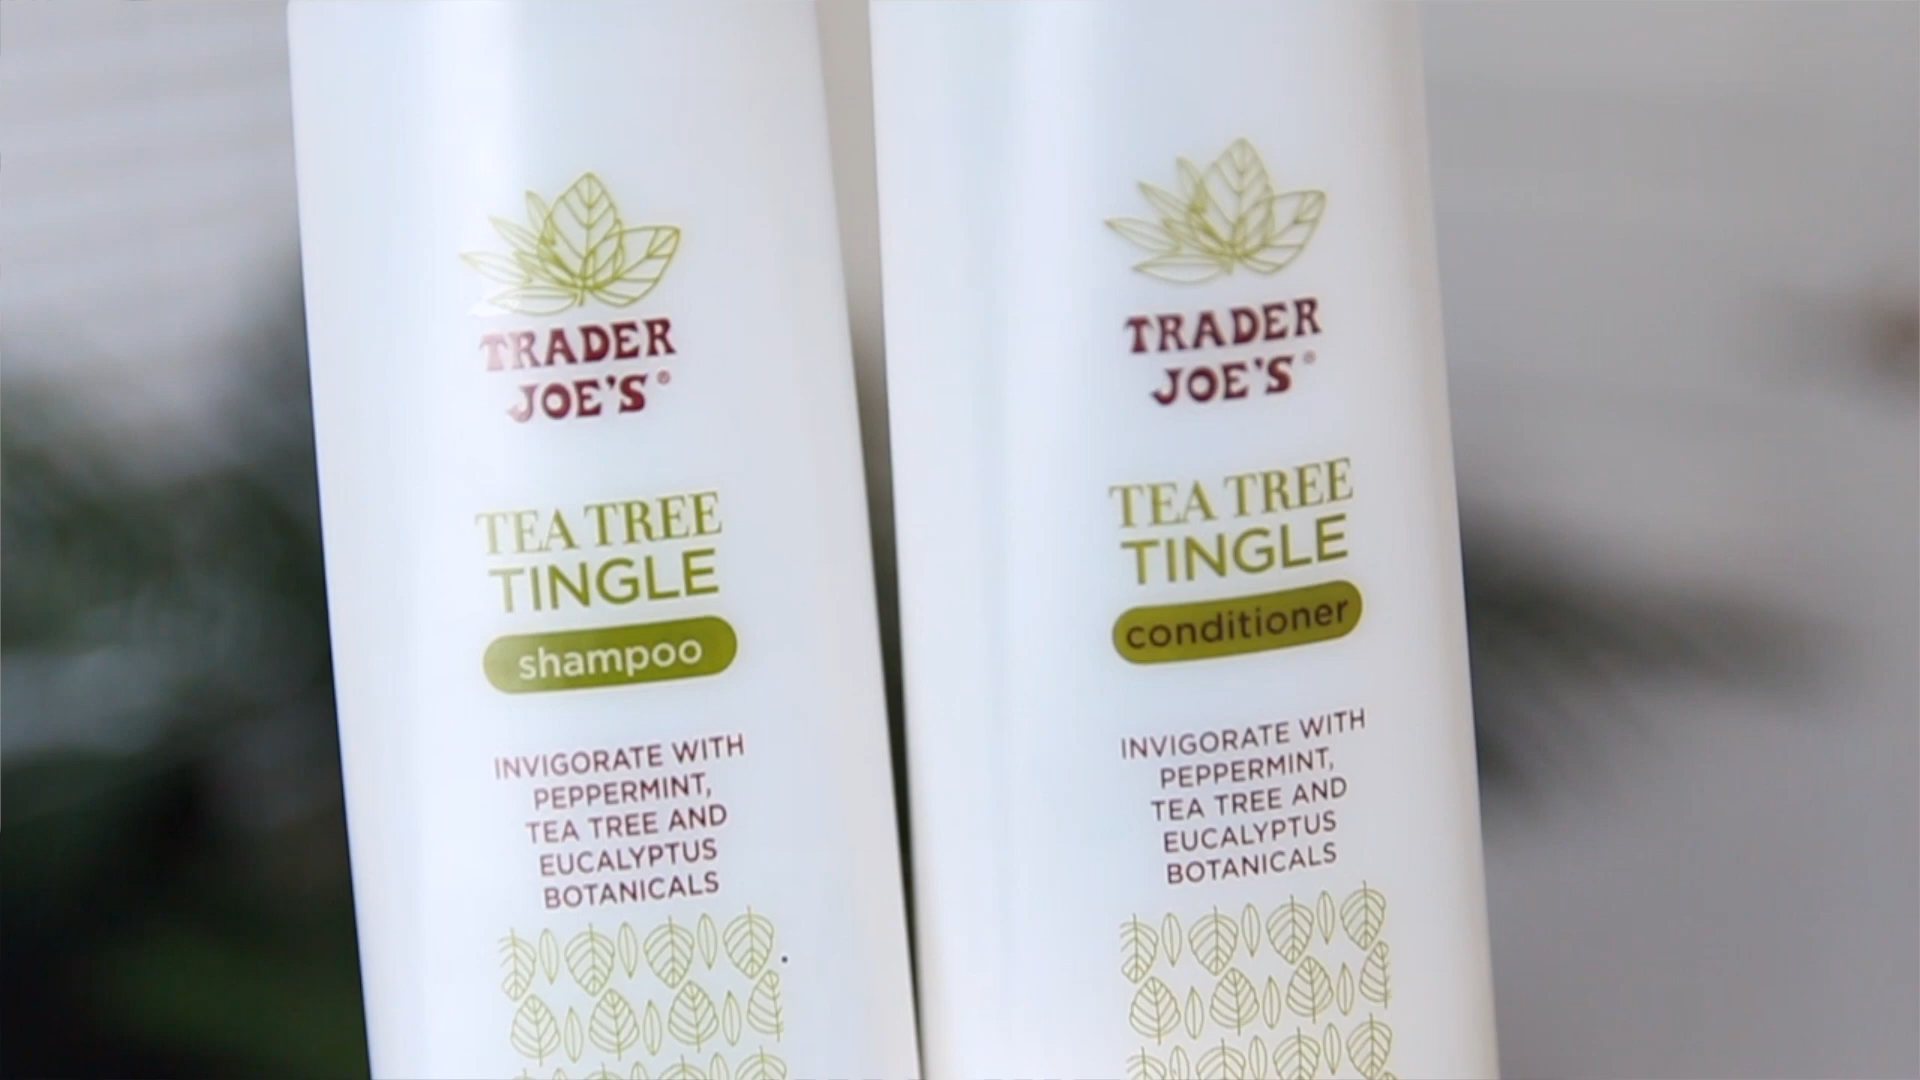 TRADER
JOE'S®
TEA TREE
TINGLE
shampoo
INVIGORATE WITH
PEPPERMINT,
TEA TREE AND
EUCALYPTUS
BOTANICALS
TRADER
JOE'S®
TEA TREE
TINGLE
conditioner
INVIGORATE WITH
PEPPERMINT,
TEA TREE AND
EUCALYPTUS
BOTANICALS